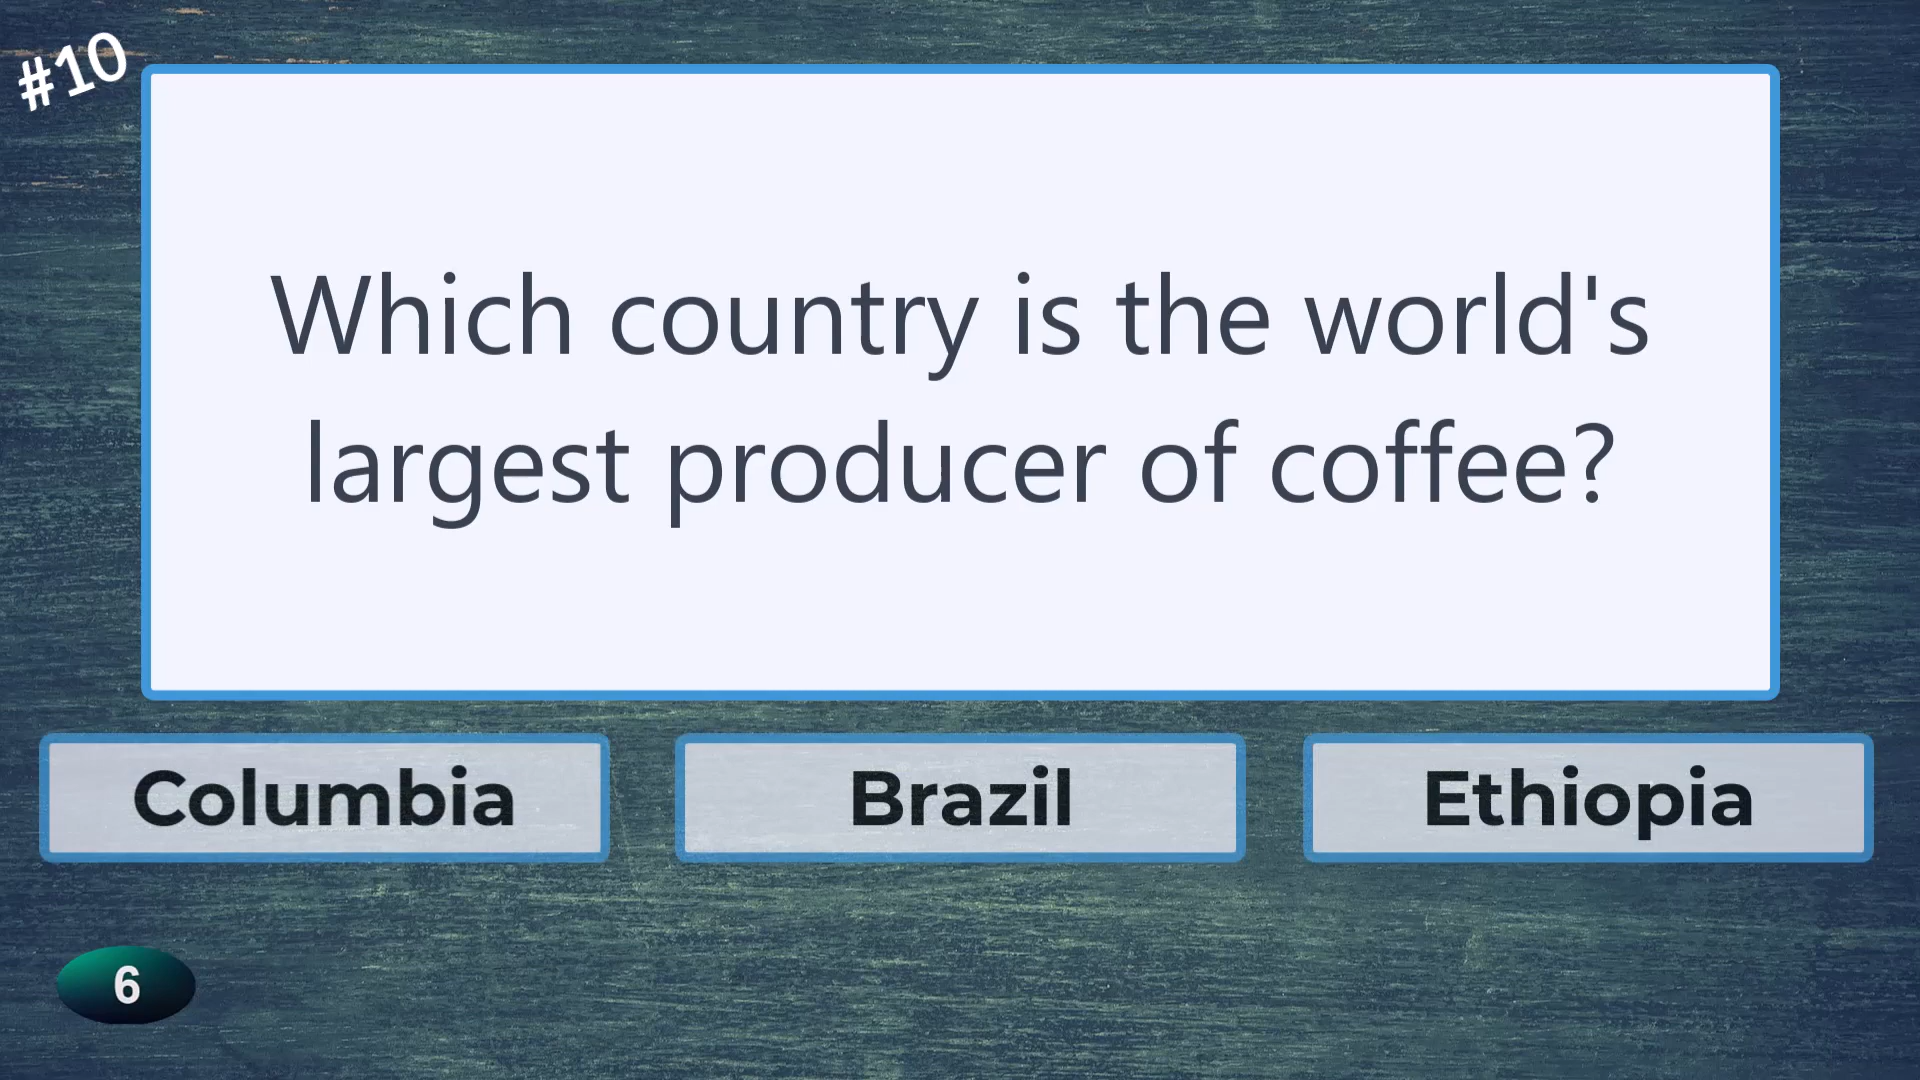 #10
Which country is the world's
largest producer of coffee?
Columbia
Brazil
Ethiopia
6